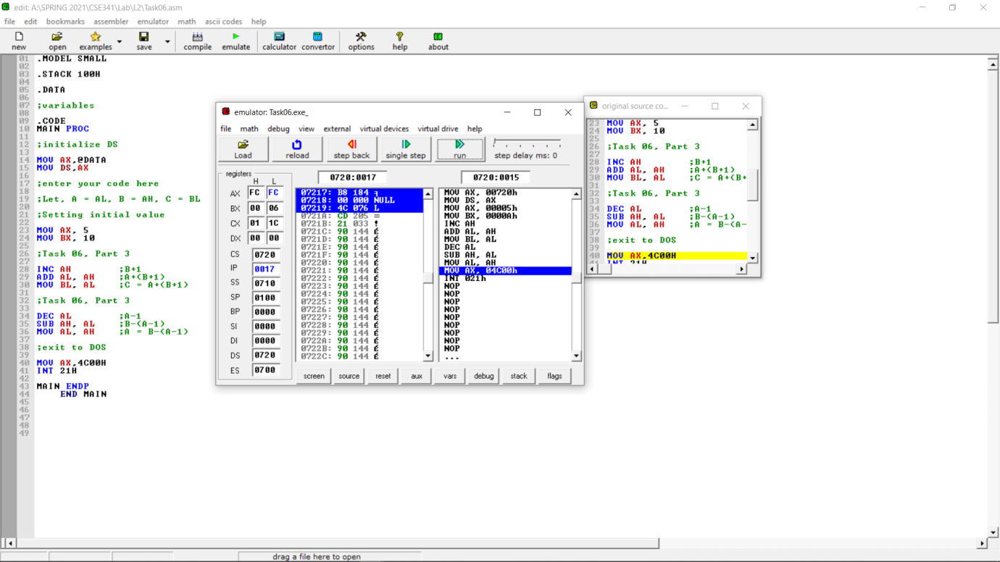 edit: A:\SPRING 2021\CSE341\Lab\L2\Task06.asm
file edit bookmarks assembler emulator math ascii codes help
new open examples save compile emulate calculator convertor options help about
01 .MODEL SMALL
02
03 .STACK 100H
04
05 .DATA
06
07 ;variables
08
09 .CODE
10 MAIN PROC
11
12 ;initialize DS
13
14 MOV AX,@DATA
15 MOV DS,AX
16
17 ;enter your code here
18
19 ;Let, A = AL, B = AH, C = BL
20
21 ;Setting initial value
22
23 MOV AX, 5
24 MOV BX, 10
25
26 ;Task 06, Part 3
27
28 INC AH ;B+1
29 ADD AL, AH ;A+(B+1)
30 MOV BL, AL ;C = A+(B+1)
31
32 ;Task 06, Part 3
33
34 DEC AL ;A-1
35 SUB AH, AL ;B-(A-1)
36 MOV AL, AH ;A = B-(A-1)
37
38 ;exit to DOS
39
40 MOV AX,4C00H
41 INT 21H
42
43 MAIN ENDP
44 END MAIN
45
46
47
48
49
emulator: Task06.exe_
file math debug view external virtual devices virtual drive help
Load reload step back single step run step delay ms: 0
registers
H L
AX FC FC
BX 00 06
CX 01 1C
DX 00 00
CS 0720
IP 0017
SS 0710
SP 0100
BP 0000
SI 0000
DI 0000
DS 0720
ES 0700
0720:0017
07217: B8 184 ╕
07218: 00 000 NULL
07219: 4C 076 L
0721A: CD 205 =
0721B: 21 033 !
0721C: 90 144 É
0721D: 90 144 É
0721E: 90 144 É
0721F: 90 144 É
07220: 90 144 É
07221: 90 144 É
07222: 90 144 É
07223: 90 144 É
07224: 90 144 É
07225: 90 144 É
07226: 90 144 É
07227: 90 144 É
07228: 90 144 É
07229: 90 144 É
0722A: 90 144 É
0722B: 90 144 É
0722C: 90 144 É
0720:0015
MOV AX, 00720h
MOV DS, AX
MOV AX, 00005h
MOV BX, 0000Ah
INC AH
ADD AL, AH
MOV BL, AL
DEC AL
SUB AH, AL
MOV AL, AH
MOV AX, 04C00h
INT 021h
NOP
NOP
NOP
NOP
NOP
NOP
NOP
NOP
NOP
...
screen source reset aux vars debug stack flags
original source co...
23 MOV AX, 5
24 MOV BX, 10
25
26 ;Task 06, Part 3
27
28 INC AH ;B+1
29 ADD AL, AH ;A+(B+1)
30 MOV BL, AL ;C = A+(B+
31
32 ;Task 06, Part 3
33
34 DEC AL ;A-1
35 SUB AH, AL ;B-(A-1)
36 MOV AL, AH ;A = B-(A-
37
38 ;exit to DOS
39
40 MOV AX,4C00H
41 INT 21H
drag a file here to open